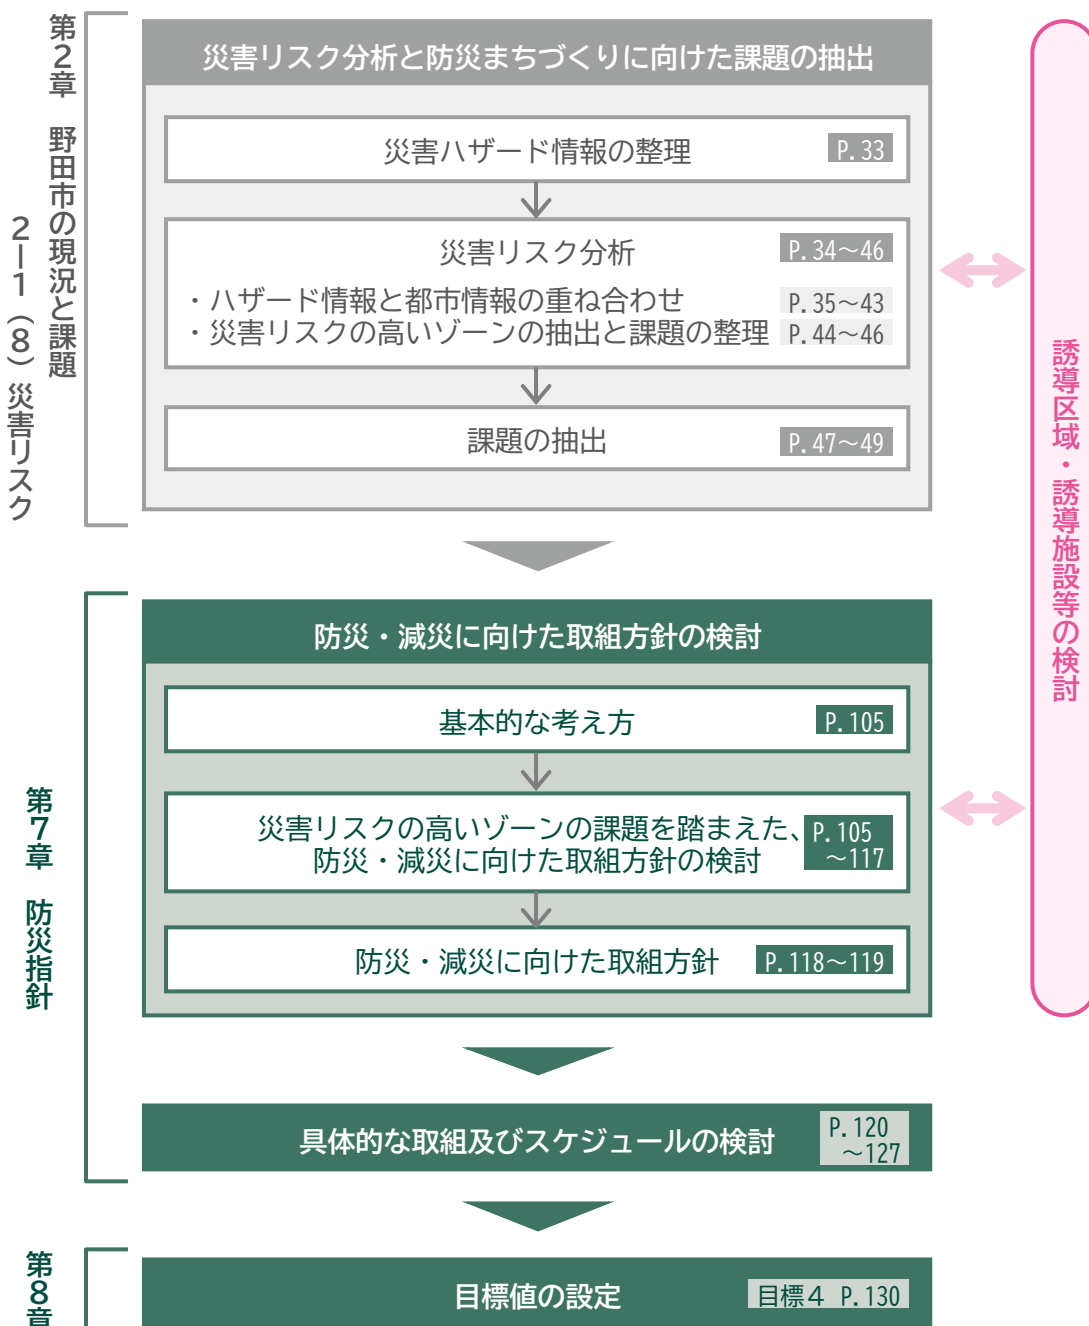 第2章　野田市の現況と課題
2―1（8）災害リスク
災害リスク分析と防災まちづくりに向けた課題の抽出
災害ハザード情報の整理 P.33
災害リスク分析 P.34～46
・ハザード情報と都市情報の重ね合わせ P.35～43
・災害リスクの高いゾーンの抽出と課題の整理 P.44～46
課題の抽出 P.47～49
誘導区域・誘導施設等の検討
第7章　防災指針
防災・減災に向けた取組方針の検討
基本的な考え方 P.105
災害リスクの高いゾーンの課題を踏まえた、
防災・減災に向けた取組方針の検討
P.105
～117
防災・減災に向けた取組方針 P.118～119
具体的な取組及びスケジュールの検討
P.120
～127
第8章
目標値の設定 目標4 P.130